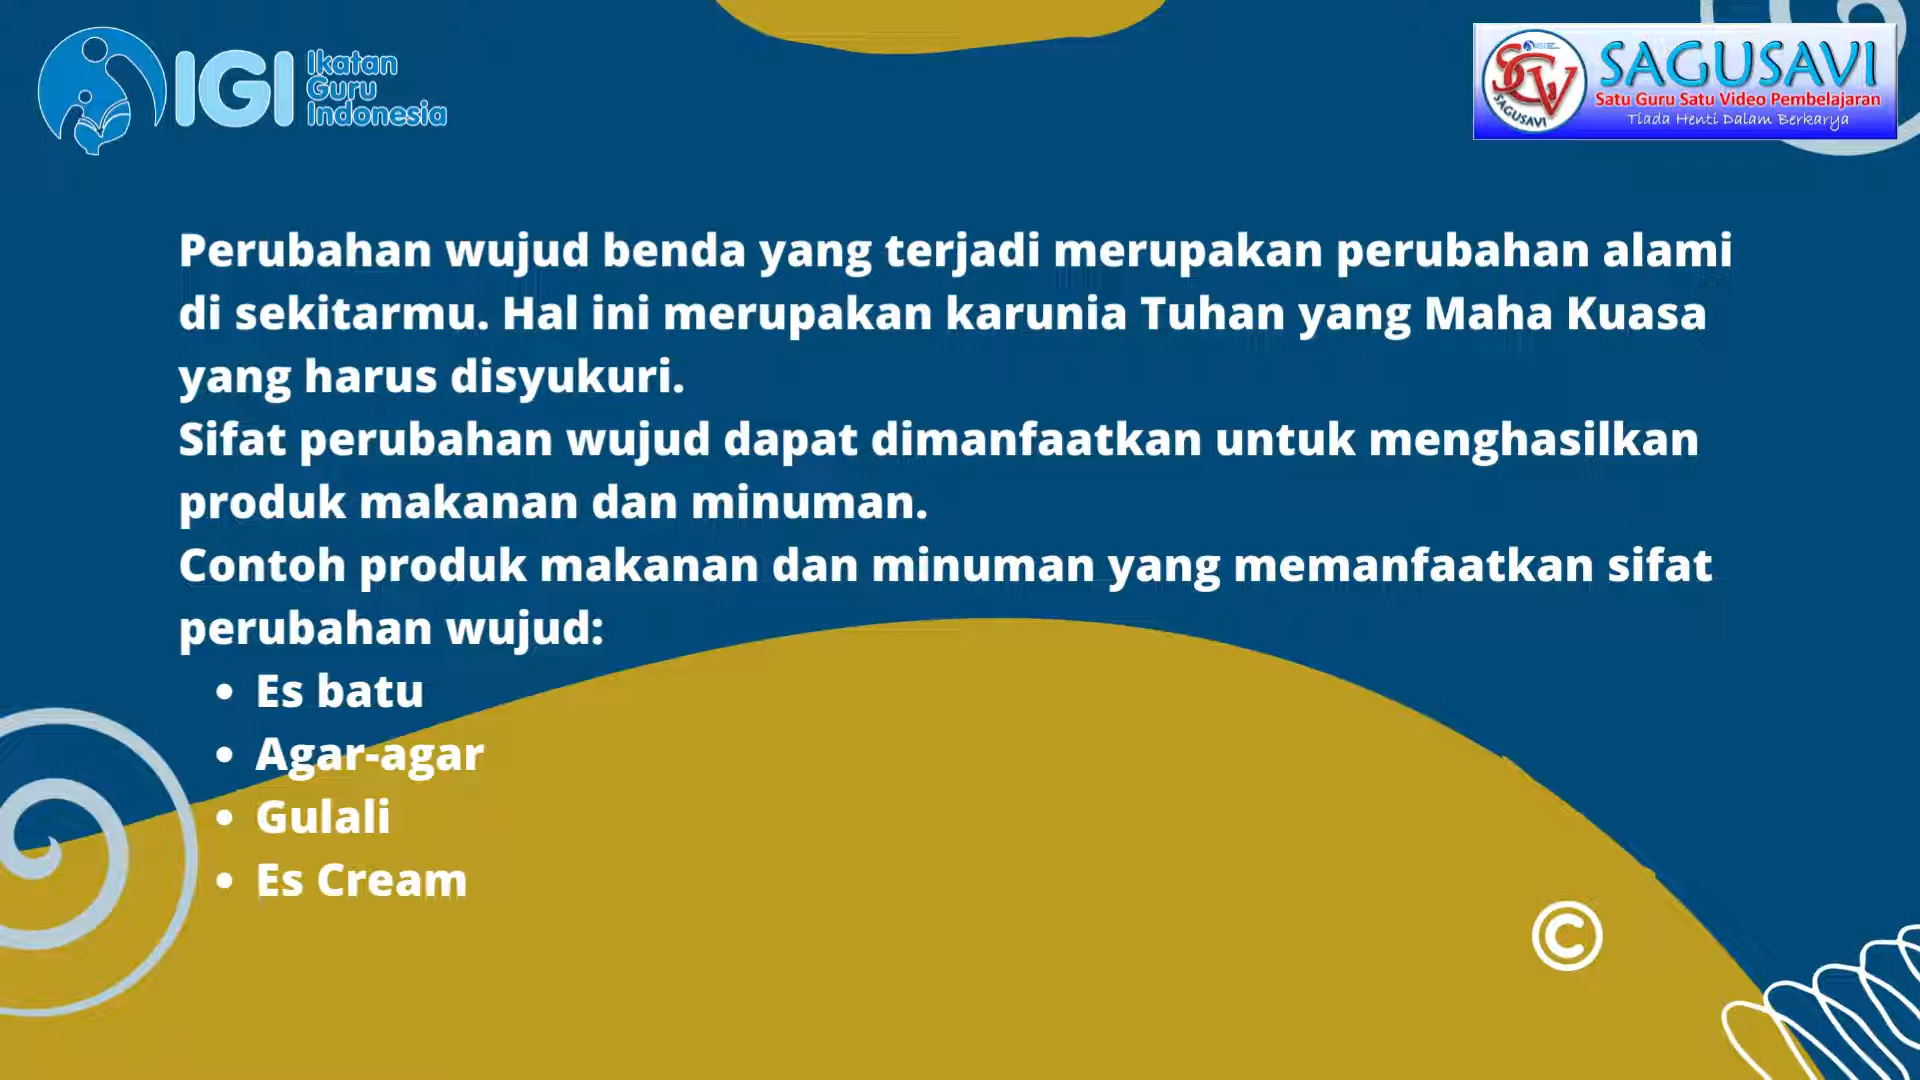 IGI Ikatan
Guru
Indonesia
SCV
SAGUSAVI
SAGUSAVI
Satu Guru Satu Video Pembelajaran
Tiada Henti Dalam Berkarya
Perubahan wujud benda yang terjadi merupakan perubahan alami
di sekitarmu. Hal ini merupakan karunia Tuhan yang Maha Kuasa
yang harus disyukuri.
Sifat perubahan wujud dapat dimanfaatkan untuk menghasilkan
produk makanan dan minuman.
Contoh produk makanan dan minuman yang memanfaatkan sifat
perubahan wujud:
• Es batu
• Agar-agar
• Gulali
• Es Cream
©